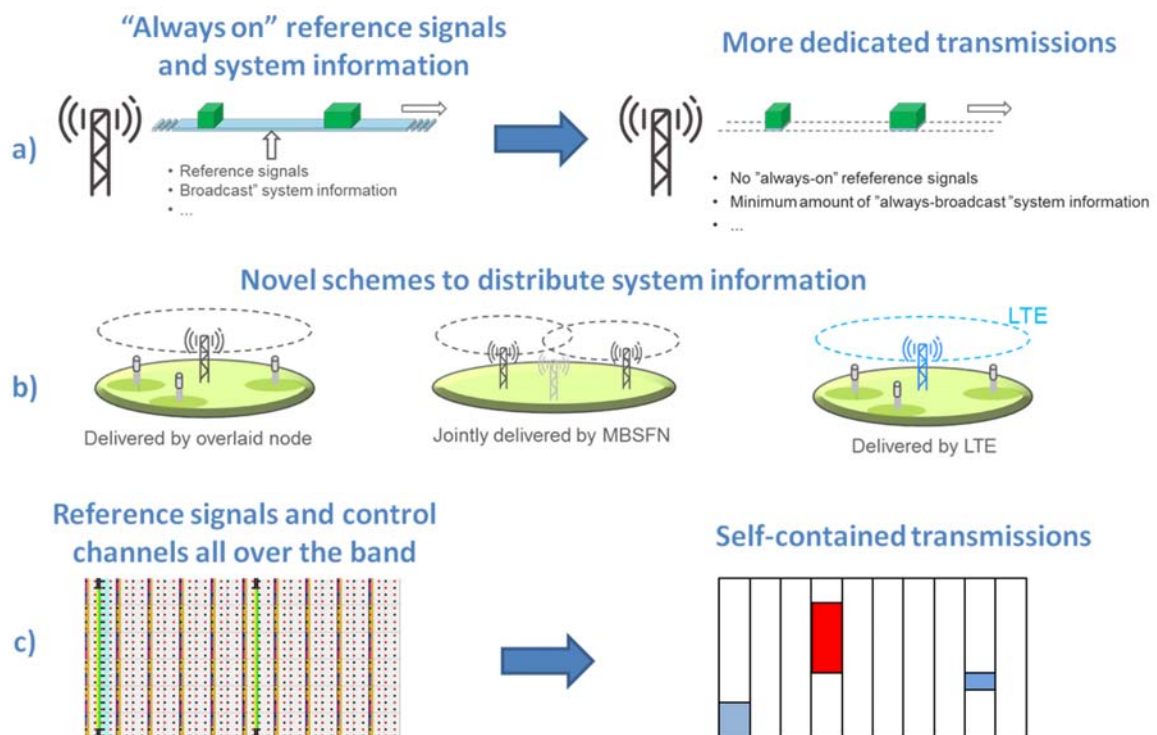 “Always on” reference signals
and system information
More dedicated transmissions
a)
• Reference signals
• Broadcast” system information
• ...
• No ”always-on” refeference signals
• Minimum amount of ”always-broadcast ”system information
• ...
Novel schemes to distribute system information
LTE
b)
Delivered by overlaid node
Jointly delivered by MBSFN
Delivered by LTE
Reference signals and control
channels all over the band
Self-contained transmissions
c)